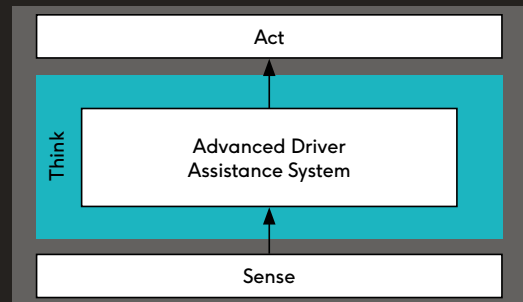 Act
Think
Advanced Driver
Assistance System
Sense